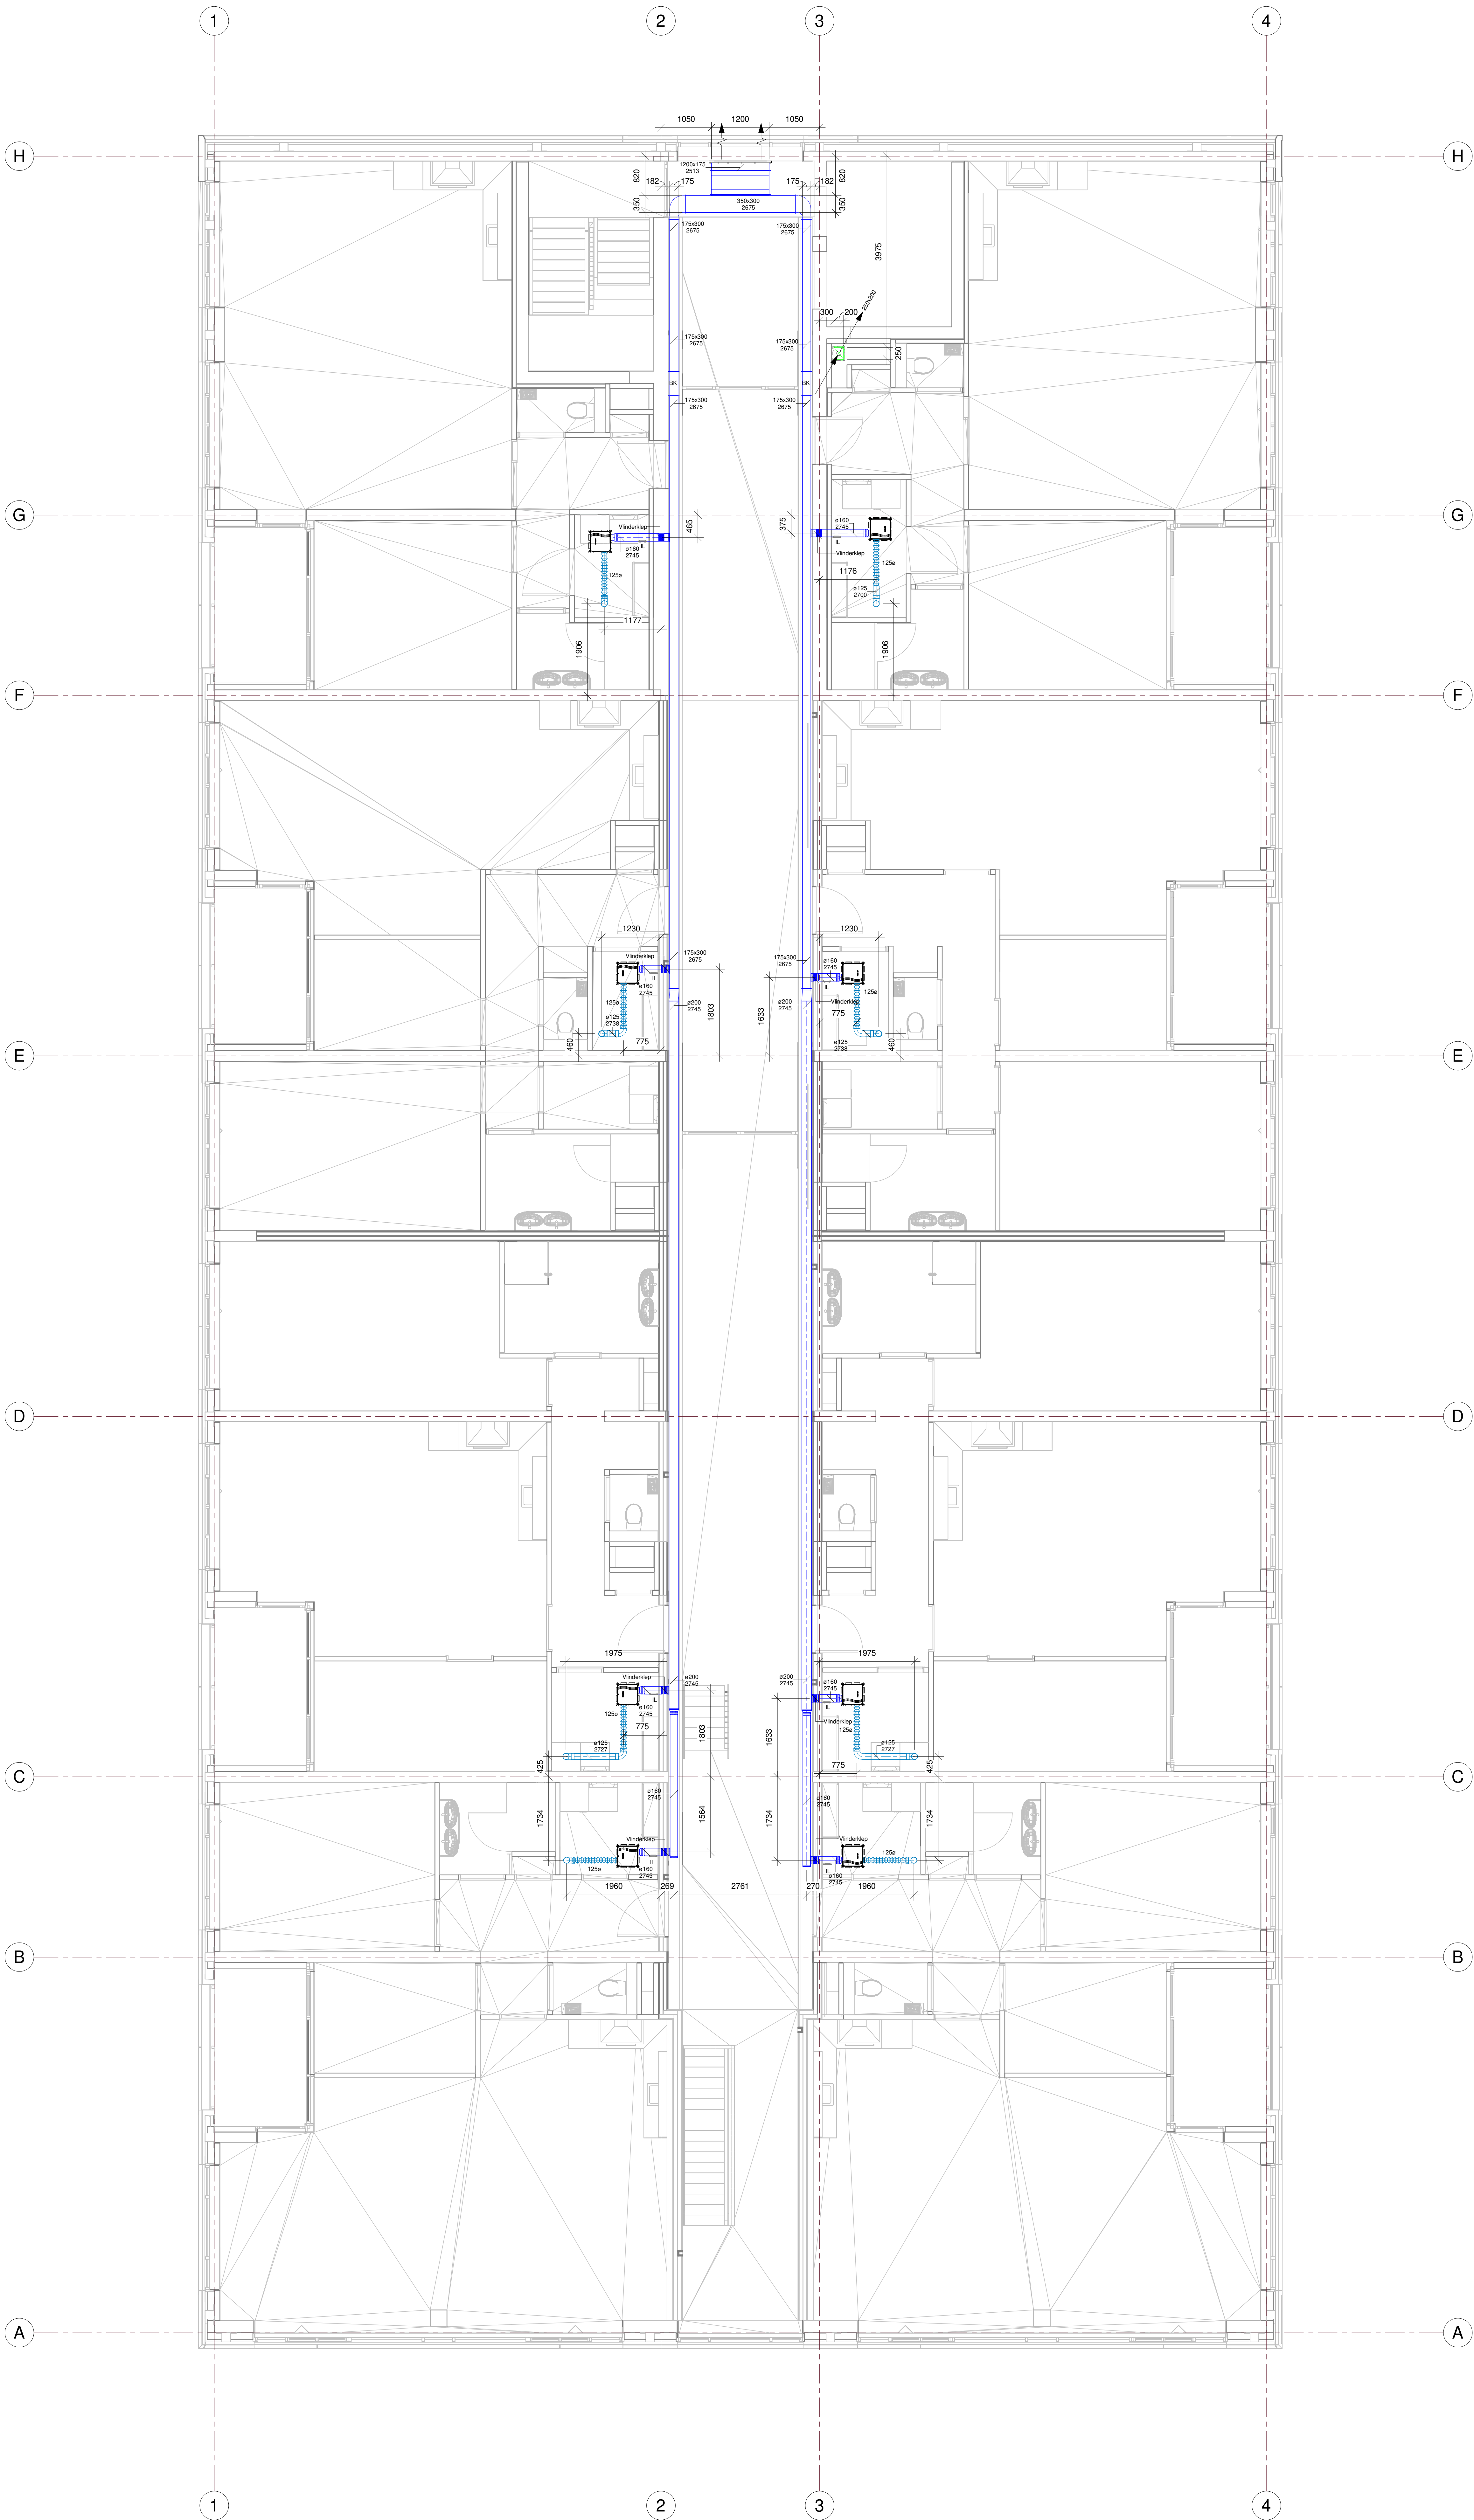 1
2
3
4
1050
1200
1050
H
H
1200x175
2513
820
820
182
175
175
182
350x300
2675
350
350
175x300
2675
175x300
2675
3975
250x200
300
200
175x300
2675
175x300
2675
250
BK
BK
175x300
2675
175x300
2675
G
G
Vlinderklep
465
375
ø160
2745
IL
ø160
2745
IL
Vlinderklep
125ø
125ø
1176
ø125
2700
1177
1906
1906
F
F
1230
1230
Vlinderklep
175x300
2675
175x300
2675
ø160
2745
IL
IL
ø160
2745
125ø
125ø
Vlinderklep
ø200
2745
ø200
2745
1803
1633
775
ø125
2738
460
775
ø125
2738
460
E
E
D
D
1975
1975
Vlinderklep
ø200
2745
ø200
2745
ø160
2745
IL
IL
ø160
2745
125ø
Vlinderklep
125ø
775
1803
1633
ø125
2727
ø125
2727
425
775
425
C
C
ø160
2745
ø160
2745
1734
1564
1734
1734
Vlinderklep
Vlinderklep
125ø
IL
ø160
2745
125ø
IL
ø160
2745
1960
269
2761
270
1960
B
B
A
A
1
2
3
4